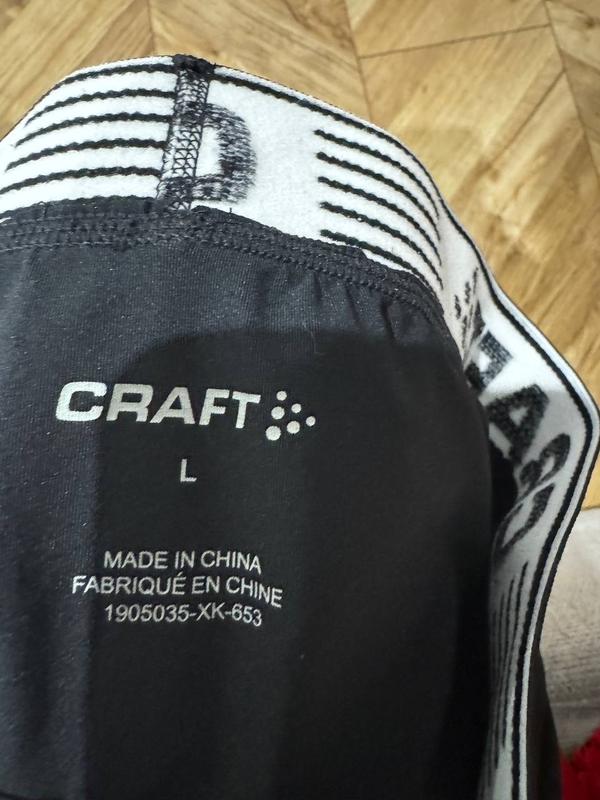 CRAFT
L
MADE IN CHINA
FABRIQUÉ EN CHINE
1905035-XK-653